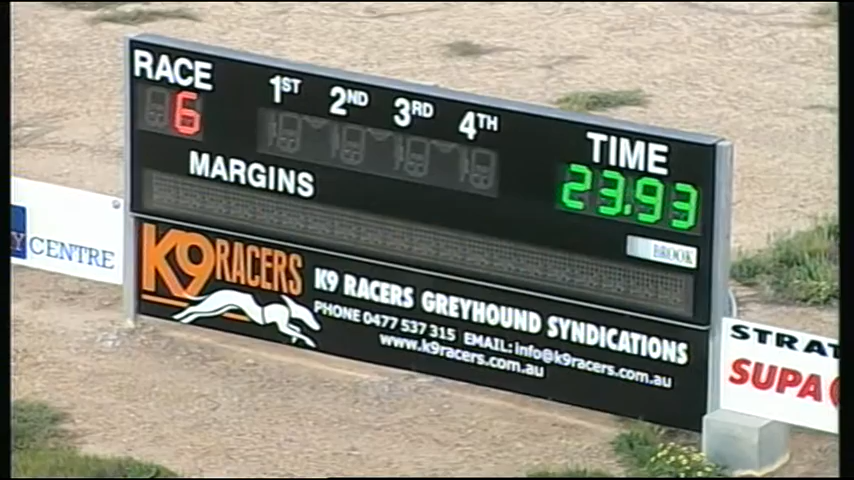 RACE 1ST 2ND 3RD 4TH TIME
6 23.93
MARGINS
BROOK
CENTRE
K9 RACERS
K9 RACERS GREYHOUND SYNDICATIONS
PHONE 0477 537 315 EMAIL: info@k9racers.com.au
www.k9racers.com.au
SUPA